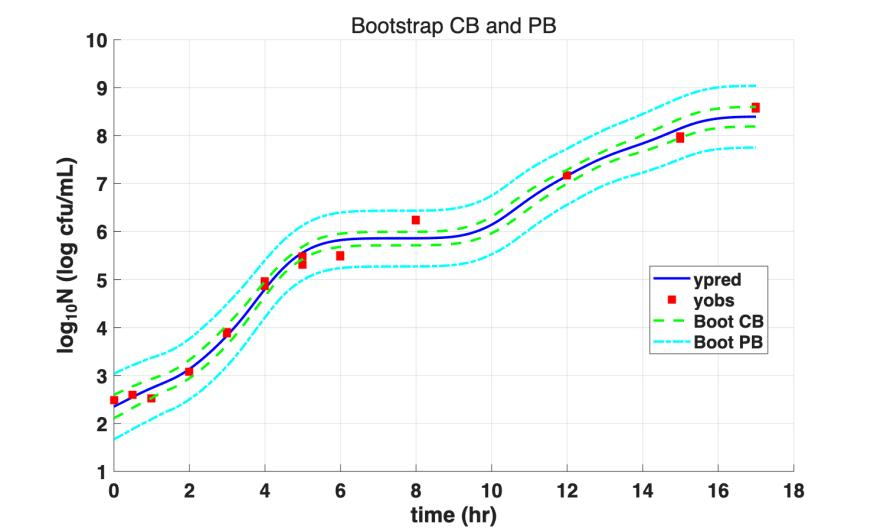 Bootstrap CB and PB
10
9
8
7
6
5
4
3
2
1
log₁₀N (log cfu/mL)
0 2 4 6 8 10 12 14 16 18
time (hr)
ypred
yobs
Boot CB
Boot PB